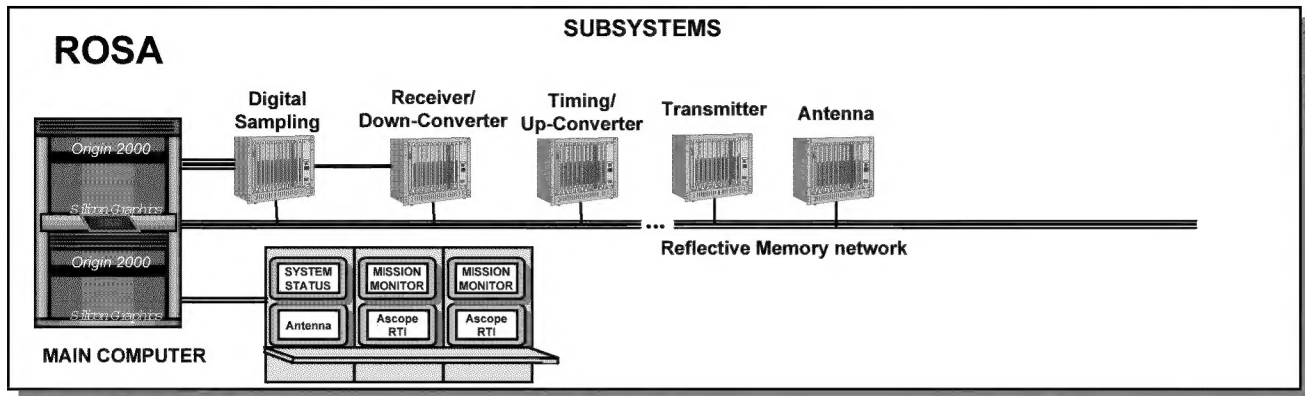 SUBSYSTEMS
ROSA
Digital
Sampling
Receiver/
Down-Converter
Timing/
Up-Converter
Transmitter
Antenna
Origin 2000
Silicon Graphics
...
Reflective Memory network
Origin 2000
Silicon Graphics
SYSTEM
STATUS
MISSION
MONITOR
MISSION
MONITOR
Antenna
Ascope
RTI
Ascope
RTI
MAIN COMPUTER